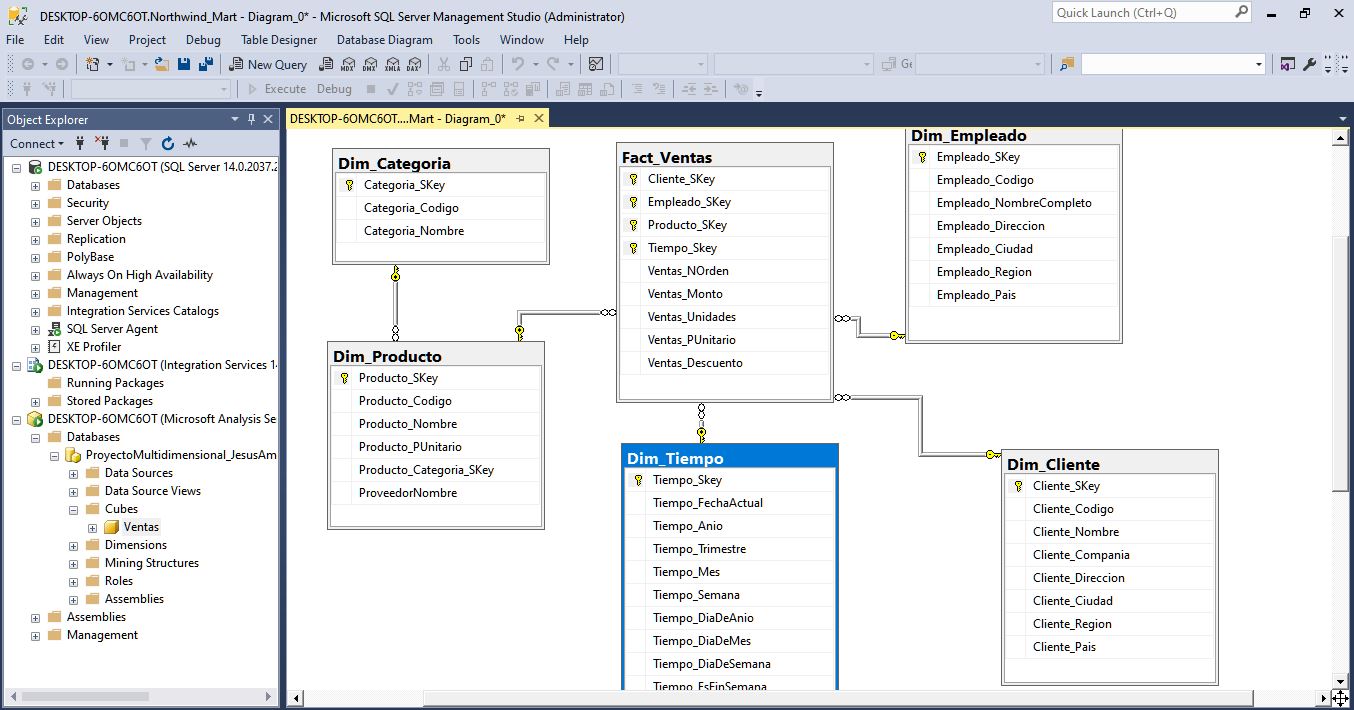 DESKTOP-6OMC6OT.Northwind_Mart - Diagram_0* - Microsoft SQL Server Management Studio (Administrator)
Quick Launch (Ctrl+Q)
File Edit View Project Debug Table Designer Database Diagram Tools Window Help
New Query MDX DMX XMLA DAX
Execute Debug
Object Explorer
DESKTOP-6OMC6OT....Mart - Diagram_0*
Connect
DESKTOP-6OMC6OT (SQL Server 14.0.2037.2
Databases
Security
Server Objects
Replication
PolyBase
Always On High Availability
Management
Integration Services Catalogs
SQL Server Agent
XE Profiler
DESKTOP-6OMC6OT (Integration Services 14
Running Packages
Stored Packages
DESKTOP-6OMC6OT (Microsoft Analysis Se
Databases
ProyectoMultidimensional_JesusAm
Data Sources
Data Source Views
Cubes
Ventas
Dimensions
Mining Structures
Roles
Assemblies
Assemblies
Management
Dim_Categoria
Categoria_SKey
Categoria_Codigo
Categoria_Nombre
Fact_Ventas
Cliente_SKey
Empleado_SKey
Producto_SKey
Tiempo_Skey
Ventas_NOrden
Ventas_Monto
Ventas_Unidades
Ventas_PUnitario
Ventas_Descuento
Dim_Empleado
Empleado_SKey
Empleado_Codigo
Empleado_NombreCompleto
Empleado_Direccion
Empleado_Ciudad
Empleado_Region
Empleado_Pais
Dim_Producto
Producto_SKey
Producto_Codigo
Producto_Nombre
Producto_PUnitario
Producto_Categoria_SKey
ProveedorNombre
Dim_Tiempo
Tiempo_Skey
Tiempo_FechaActual
Tiempo_Anio
Tiempo_Trimestre
Tiempo_Mes
Tiempo_Semana
Tiempo_DiaDeAnio
Tiempo_DiaDeMes
Tiempo_DiaDeSemana
Tiempo_EsFinSemana
Dim_Cliente
Cliente_SKey
Cliente_Codigo
Cliente_Nombre
Cliente_Compania
Cliente_Direccion
Cliente_Ciudad
Cliente_Region
Cliente_Pais